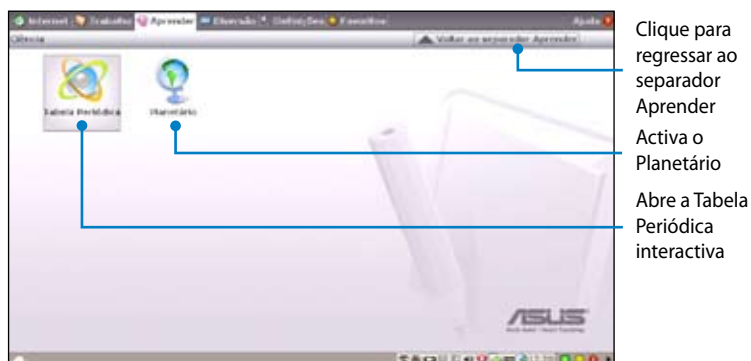 Internet Trabalho Aprender Diversão Definições Favoritos Ajuda
Ciência Voltar ao separador Aprender
Tabela Periódica Planetário
ASUS
Clique para
regressar ao
separador
Aprender
Activa o
Planetário
Abre a Tabela
Periódica
interactiva